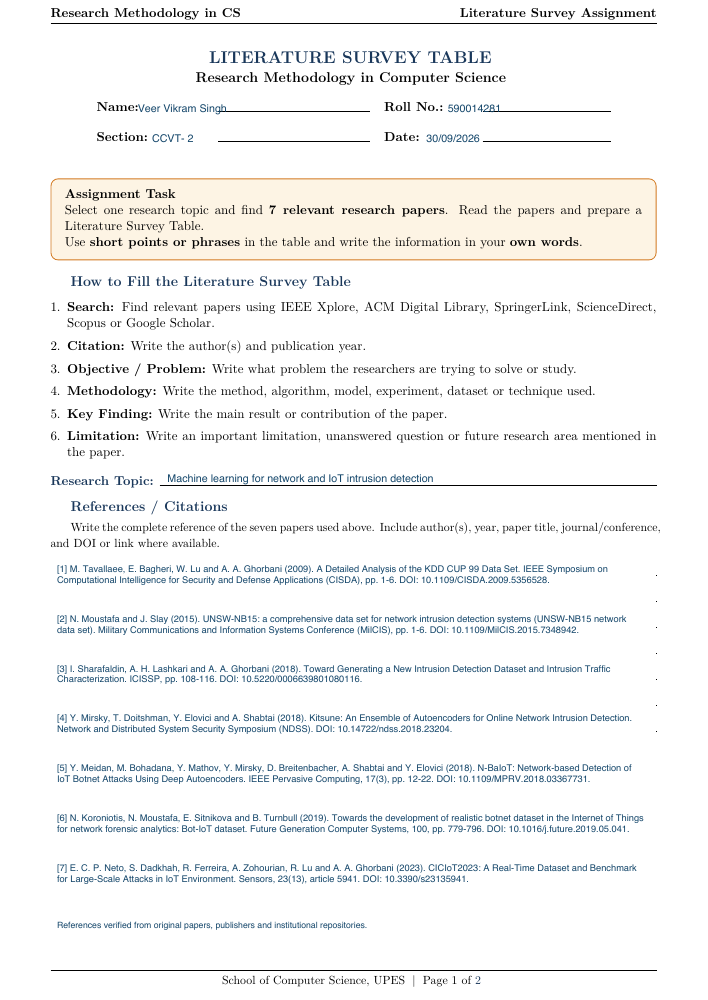 Research Methodology in CS Literature Survey Assignment
LITERATURE SURVEY TABLE
Research Methodology in Computer Science
Name: Veer Vikram Singh Roll No.: 590014281
Section: CCVT- 2 Date: 30/09/2026
Assignment Task
Select one research topic and find 7 relevant research papers. Read the papers and prepare a
Literature Survey Table.
Use short points or phrases in the table and write the information in your own words.
How to Fill the Literature Survey Table
1. Search: Find relevant papers using IEEE Xplore, ACM Digital Library, SpringerLink, ScienceDirect,
Scopus or Google Scholar.
2. Citation: Write the author(s) and publication year.
3. Objective / Problem: Write what problem the researchers are trying to solve or study.
4. Methodology: Write the method, algorithm, model, experiment, dataset or technique used.
5. Key Finding: Write the main result or contribution of the paper.
6. Limitation: Write an important limitation, unanswered question or future research area mentioned in
the paper.
Research Topic: Machine learning for network and IoT intrusion detection
References / Citations
Write the complete reference of the seven papers used above. Include author(s), year, paper title, journal/conference,
and DOI or link where available.
[1] M. Tavallaee, E. Bagheri, W. Lu and A. A. Ghorbani (2009). A Detailed Analysis of the KDD CUP 99 Data Set. IEEE Symposium on
Computational Intelligence for Security and Defense Applications (CISDA), pp. 1-6. DOI: 10.1109/CISDA.2009.5356528.
[2] N. Moustafa and J. Slay (2015). UNSW-NB15: a comprehensive data set for network intrusion detection systems (UNSW-NB15 network
data set). Military Communications and Information Systems Conference (MilCIS), pp. 1-6. DOI: 10.1109/MilCIS.2015.7348942.
[3] I. Sharafaldin, A. H. Lashkari and A. A. Ghorbani (2018). Toward Generating a New Intrusion Detection Dataset and Intrusion Traffic
Characterization. ICISSP, pp. 108-116. DOI: 10.5220/0006639801080116.
[4] Y. Mirsky, T. Doitshman, Y. Elovici and A. Shabtai (2018). Kitsune: An Ensemble of Autoencoders for Online Network Intrusion Detection.
Network and Distributed System Security Symposium (NDSS). DOI: 10.14722/ndss.2018.23204.
[5] Y. Meidan, M. Bohadana, Y. Mathov, Y. Mirsky, D. Breitenbacher, A. Shabtai and Y. Elovici (2018). N-BaIoT: Network-based Detection of
IoT Botnet Attacks Using Deep Autoencoders. IEEE Pervasive Computing, 17(3), pp. 12-22. DOI: 10.1109/MPRV.2018.03367731.
[6] N. Koroniotis, N. Moustafa, E. Sitnikova and B. Turnbull (2019). Towards the development of realistic botnet dataset in the Internet of Things
for network forensic analytics: Bot-IoT dataset. Future Generation Computer Systems, 100, pp. 779-796. DOI: 10.1016/j.future.2019.05.041.
[7] E. C. P. Neto, S. Dadkhah, R. Ferreira, A. Zohourian, R. Lu and A. A. Ghorbani (2023). CICIoT2023: A Real-Time Dataset and Benchmark
for Large-Scale Attacks in IoT Environment. Sensors, 23(13), article 5941. DOI: 10.3390/s23135941.
References verified from original papers, publishers and institutional repositories.
School of Computer Science, UPES | Page 1 of 2